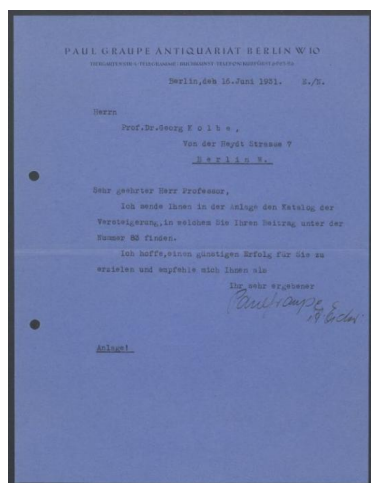 PAUL GRAUPE ANTIQUARIAT BERLIN W 10
Berlin, den 16.Juni 1931.
Herrn
Prof.Dr.Georg K o l b e ,
Von der Heydt Strasse 7
B e r l i n W.
Sehr geehrter Herr Professor,
Ich sende Ihnen in der Anlage den Katalog der
Versteigerung, in welchem Sie Ihren Beitrag unter der
Nummer finden.
Ich hoffe, einen günstigen Erfolg für Sie zu
erzielen und empfehle mich Ihnen als
Ihr sehr ergebener
Paul Graupe
Anlage!